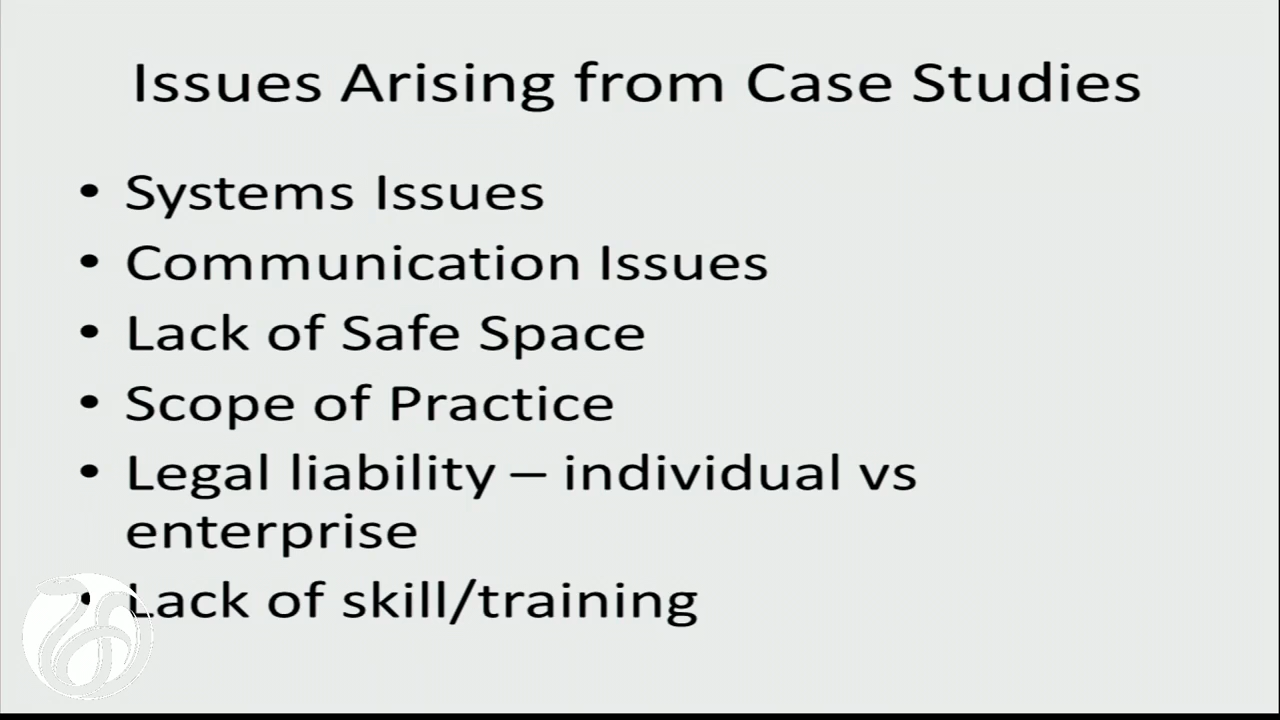 Issues Arising from Case Studies
• Systems Issues
• Communication Issues
• Lack of Safe Space
• Scope of Practice
• Legal liability – individual vs
enterprise
• Lack of skill/training